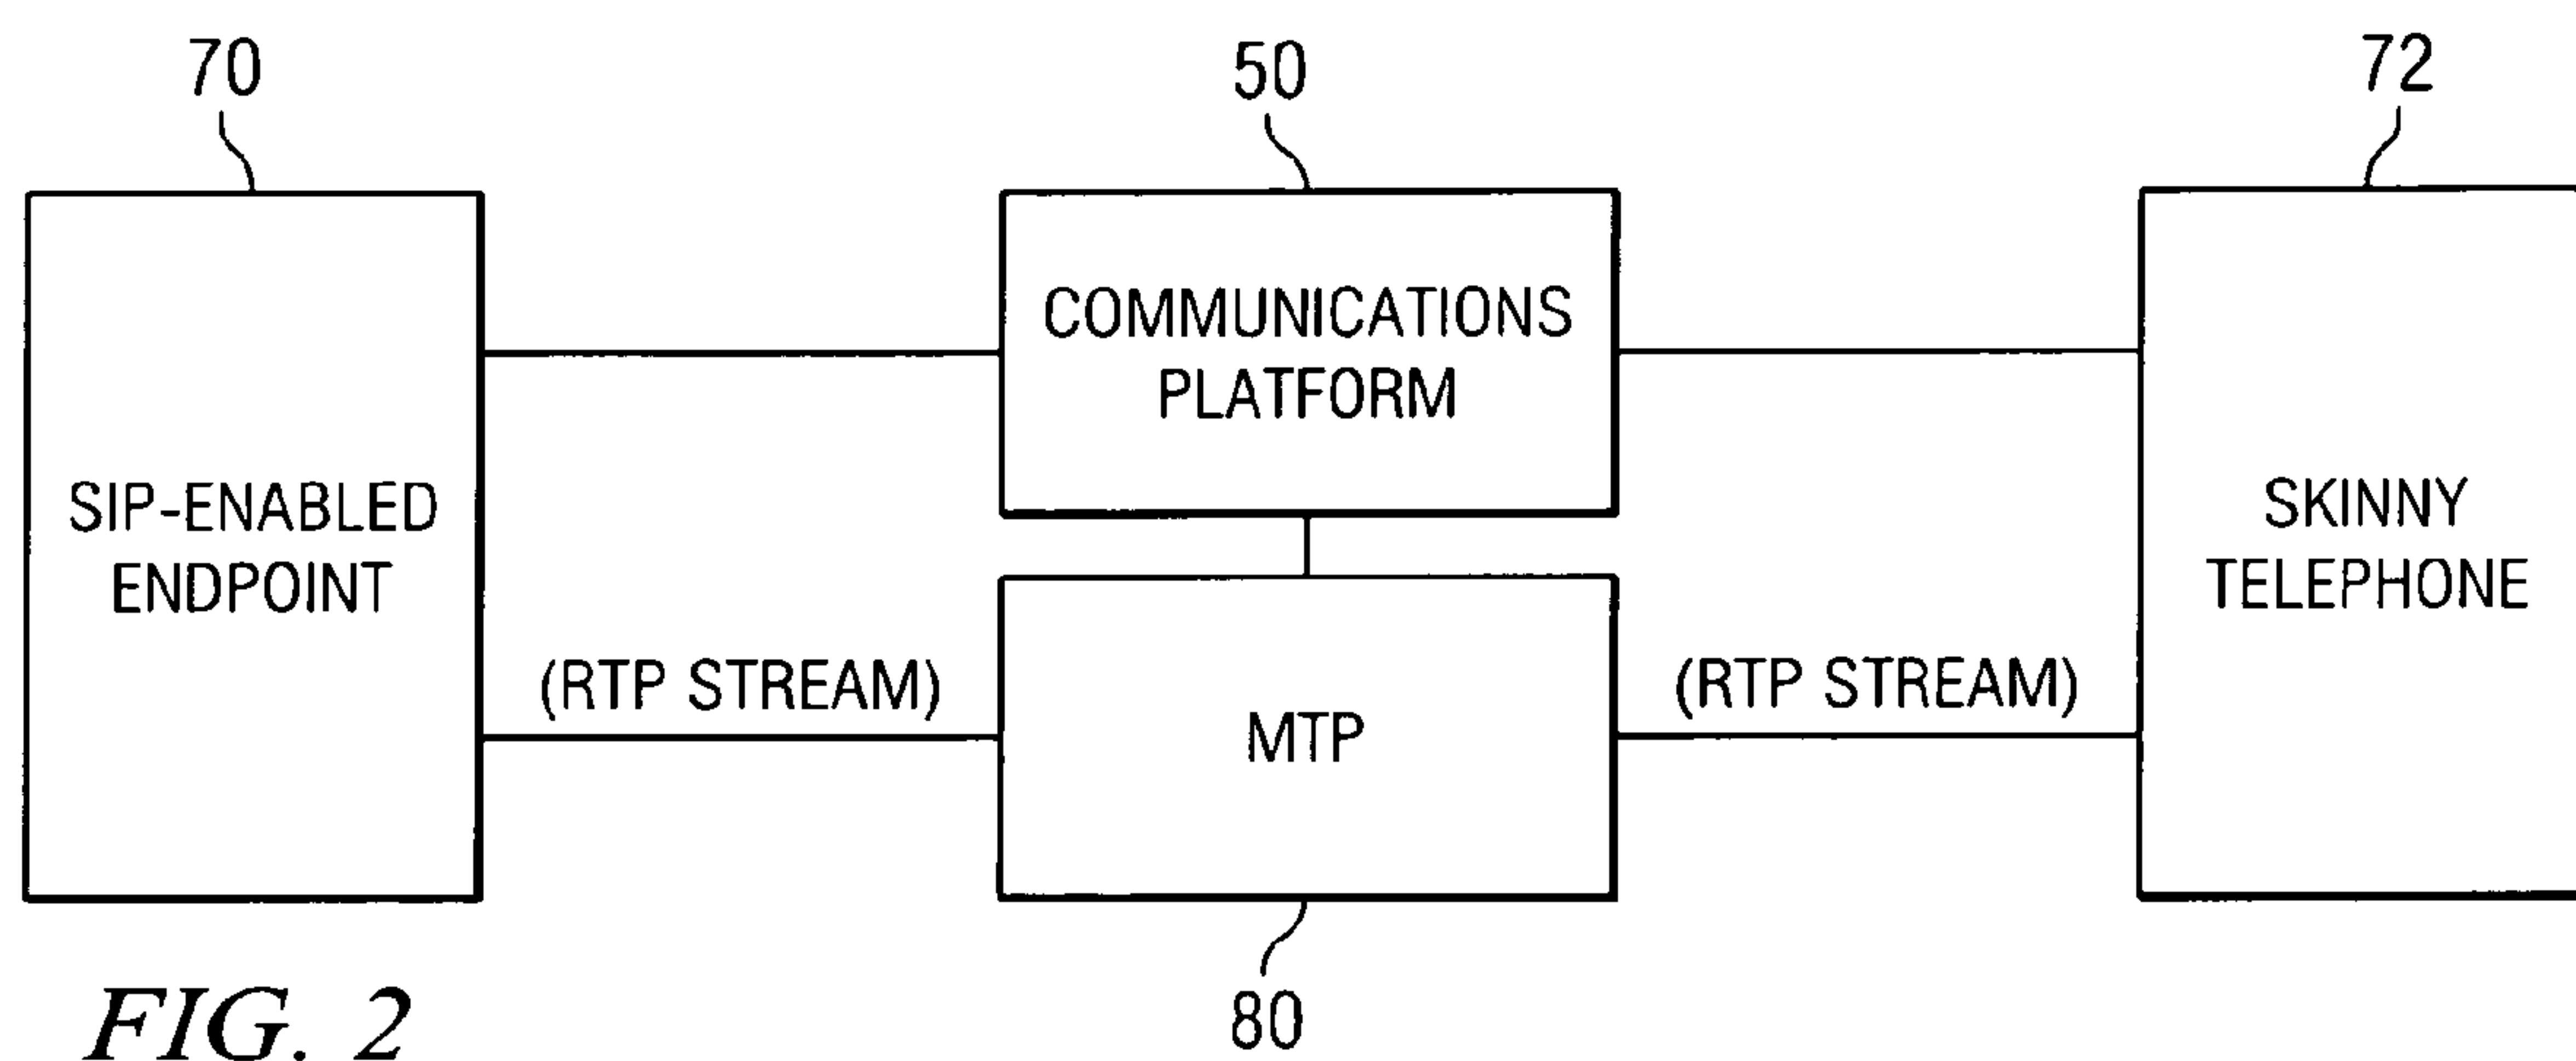 70
50
72
COMMUNICATIONS
PLATFORM
SIP-ENABLED
ENDPOINT
SKINNY
TELEPHONE
(RTP STREAM)
MTP
(RTP STREAM)
80
FIG. 2